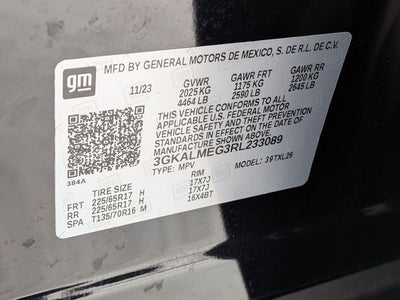 gm MFD BY GENERAL MOTORS DE MEXICO, S. DE R.L. DE C.V.
11/23 GVWR GAWR FRT GAWR RR
2025 KG 1175 KG 1200 KG
4464 LB 2590 LB 2645 LB
THIS VEHICLE CONFORMS TO ALL
APPLICABLE U.S. FEDERAL MOTOR
VEHICLE SAFETY AND THEFT
PREVENTION STANDARDS IN EFFECT
ON THE DATE OF MANUFACTURE
SHOWN ABOVE.
3GKALMEG3RL233089
TYPE: MPV MODEL: 39TXL26
384A
TIRE SIZE RIM
FRT 225/65R17 H 17X7J
RR 225/65R17 H 17X7J
SPA T135/70R16 M 16X4BT